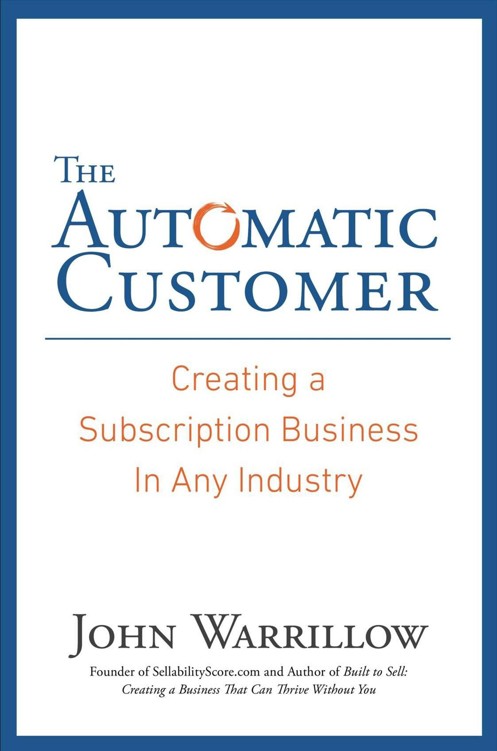 The
Automatic
Customer
Creating a
Subscription Business
In Any Industry
John Warrillow
Founder of SellabilityScore.com and Author of Built to Sell:
Creating a Business That Can Thrive Without You